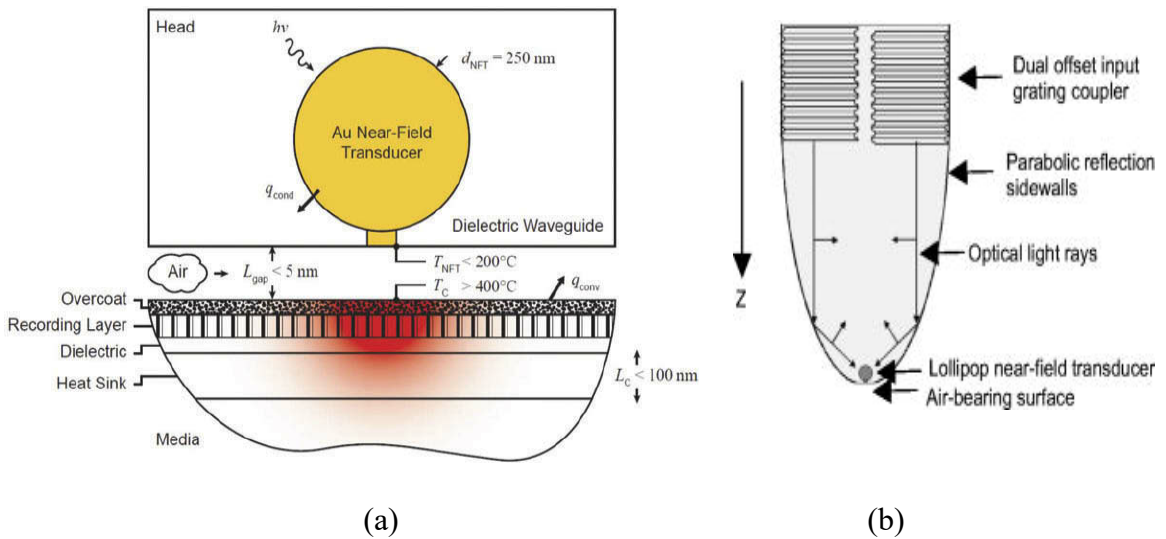 Head
hν
d_NFT = 250 nm
Au Near-Field
Transducer
q_cond
Dielectric Waveguide
Air
L_gap < 5 nm
T_NFT < 200°C
T_C > 400°C
q_conv
Overcoat
Recording Layer
Dielectric
Heat Sink
L_C < 100 nm
Media
(a)
Dual offset input
grating coupler
Parabolic reflection
sidewalls
Optical light rays
Z
Lollipop near-field transducer
Air-bearing surface
(b)